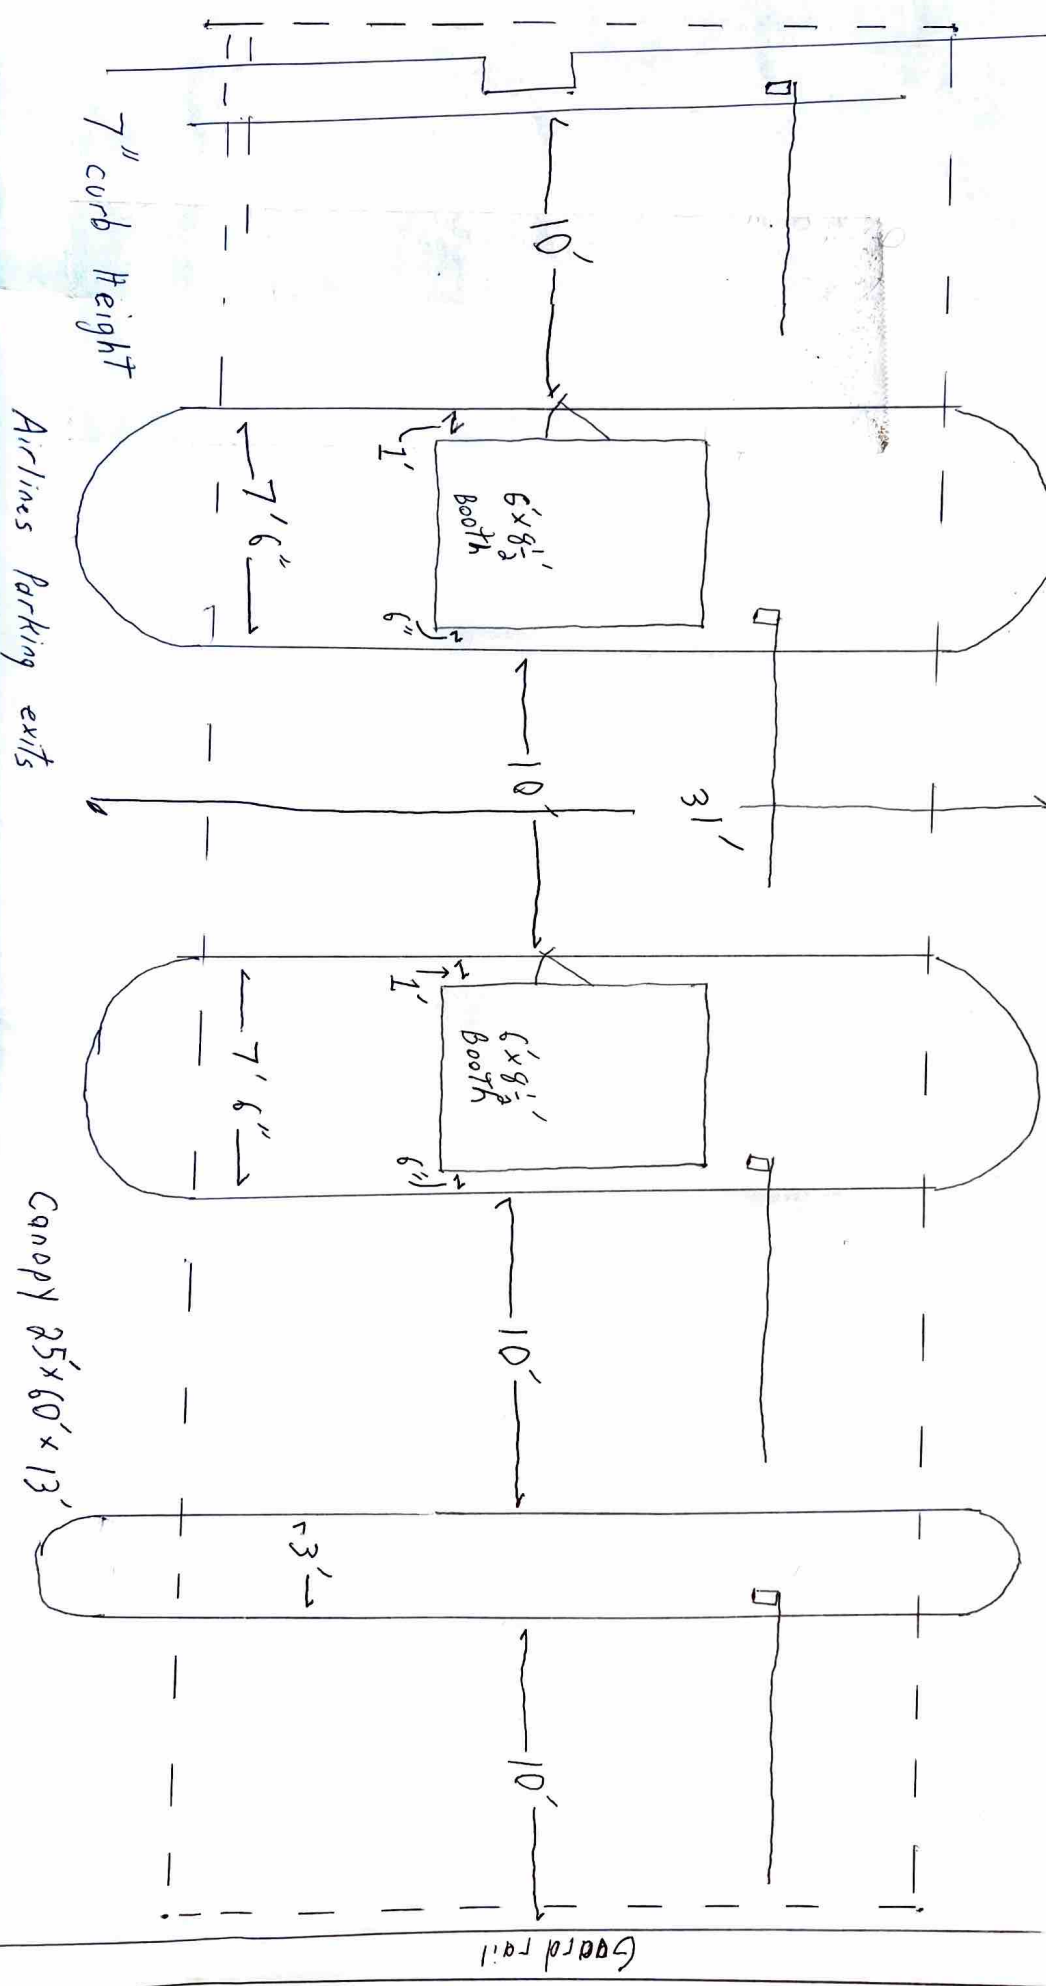 10'
7" curb Height
1'
6'x8½'
Booth
7'6"
6"
Airlines Parking exits
10
31'
1'
6'x8½'
Booth
7'6"
6"
10'
Canopy 25'x60'x13'
3'
10'
Guard rail